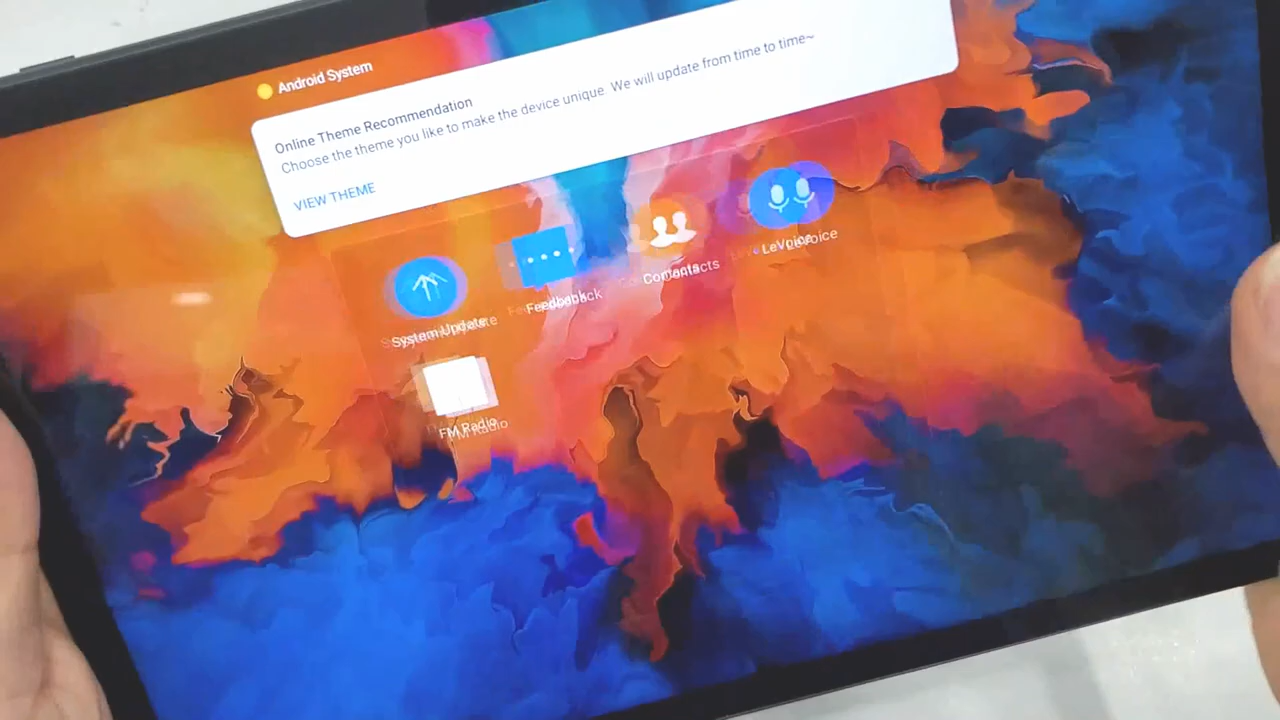 Android System
Online Theme Recommendation
Choose the theme you like to make the device unique. We will update from time to time~
VIEW THEME
System Update
Feedback
Contacts
LeVoice
FM Radio